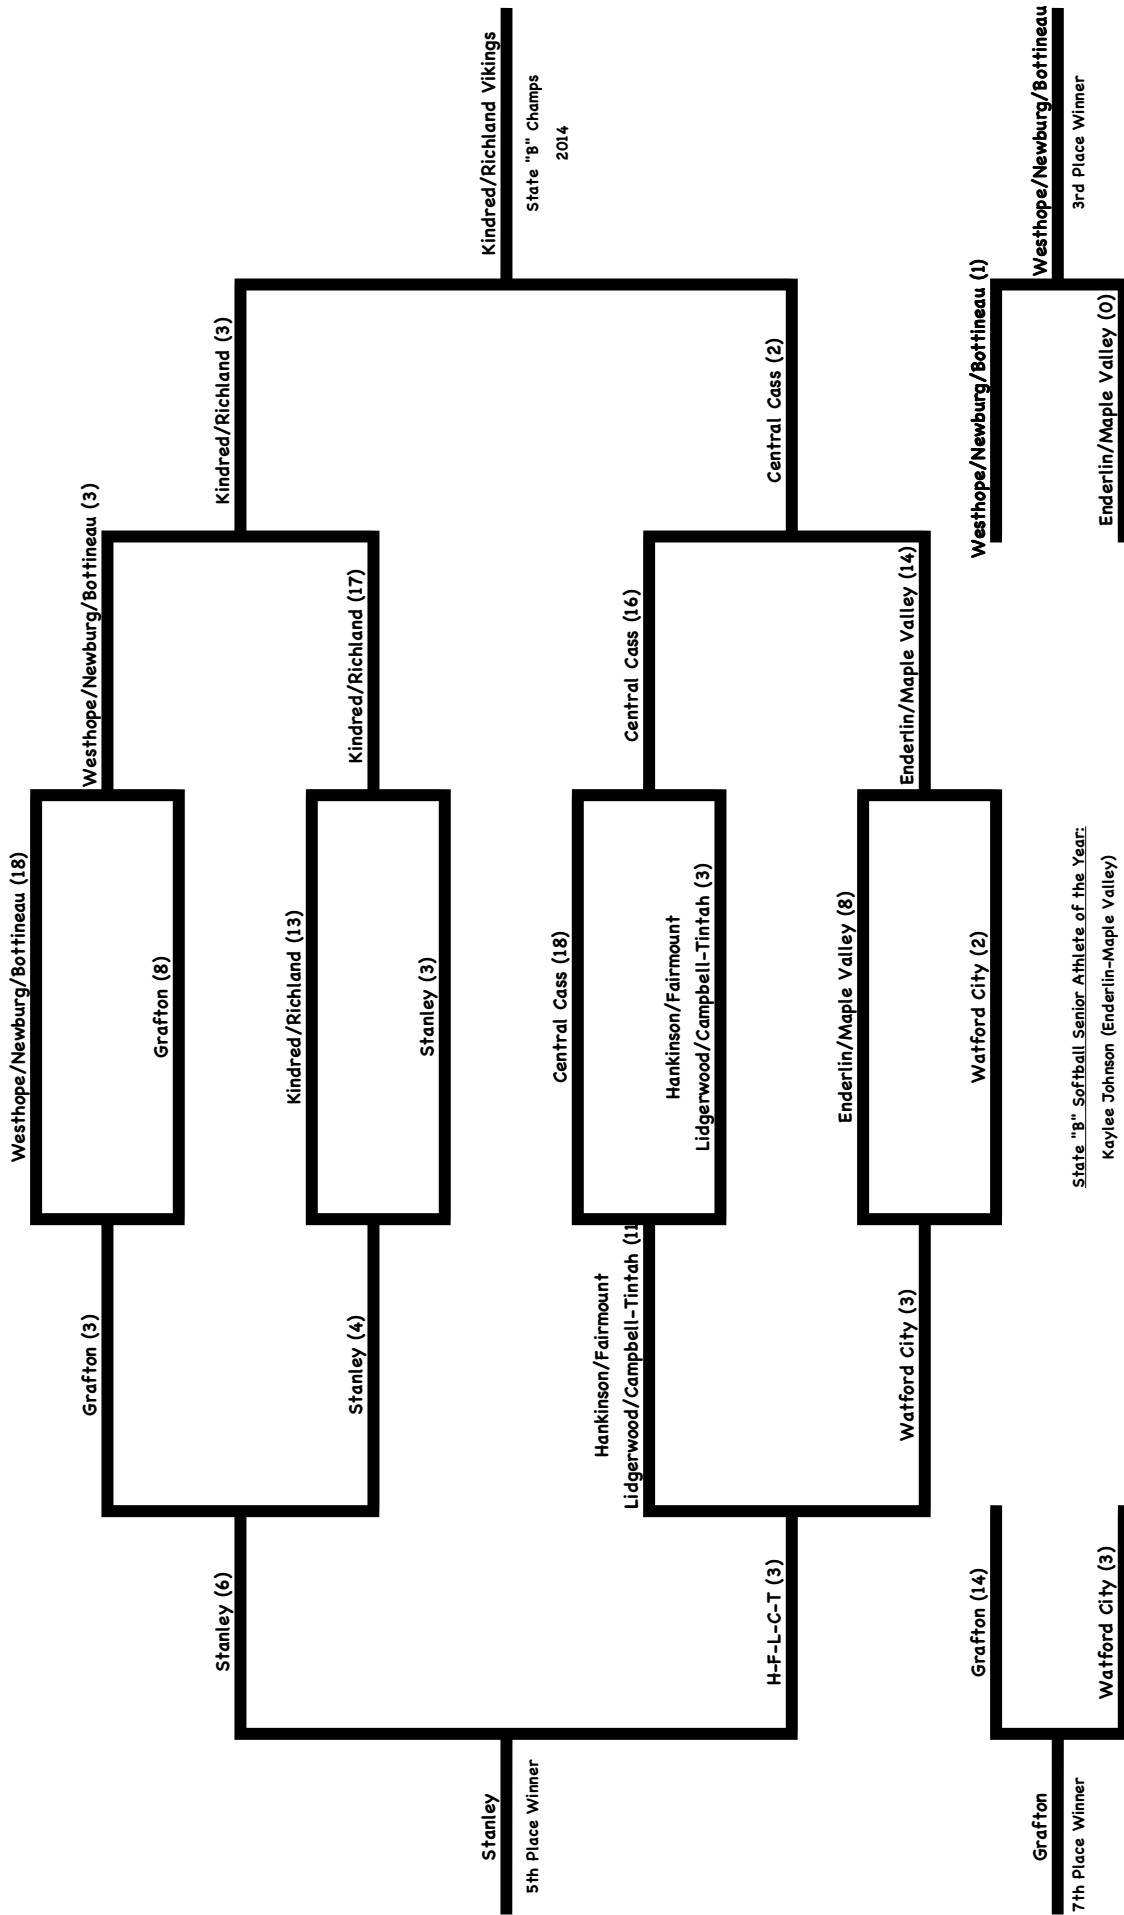 Westhope/Newburg/Bottineau (18)
Grafton (8)
Kindred/Richland (13)
Stanley (3)
Central Cass (18)
Hankinson/Fairmount
Lidgerwood/Campbell-Tintah (3)
Enderlin/Maple Valley (8)
Watford City (2)
Westhope/Newburg/Bottineau (3)
Kindred/Richland (17)
Central Cass (16)
Enderlin/Maple Valley (14)
Kindred/Richland (3)
Central Cass (2)
Kindred/Richland Vikings
State "B" Champs
2014
Westhope/Newburg/Bottineau (1)
Enderlin/Maple Valley (0)
Westhope/Newburg/Bottineau
3rd Place Winner
Grafton (3)
Stanley (4)
Hankinson/Fairmount
Lidgerwood/Campbell-Tintah (11
Watford City (3)
Stanley (6)
H-F-L-C-T (3)
Stanley
5th Place Winner
Grafton (14)
Watford City (3)
Grafton
7th Place Winner
State "B" Softball Senior Athlete of the Year:
Kaylee Johnson (Enderlin-Maple Valley)